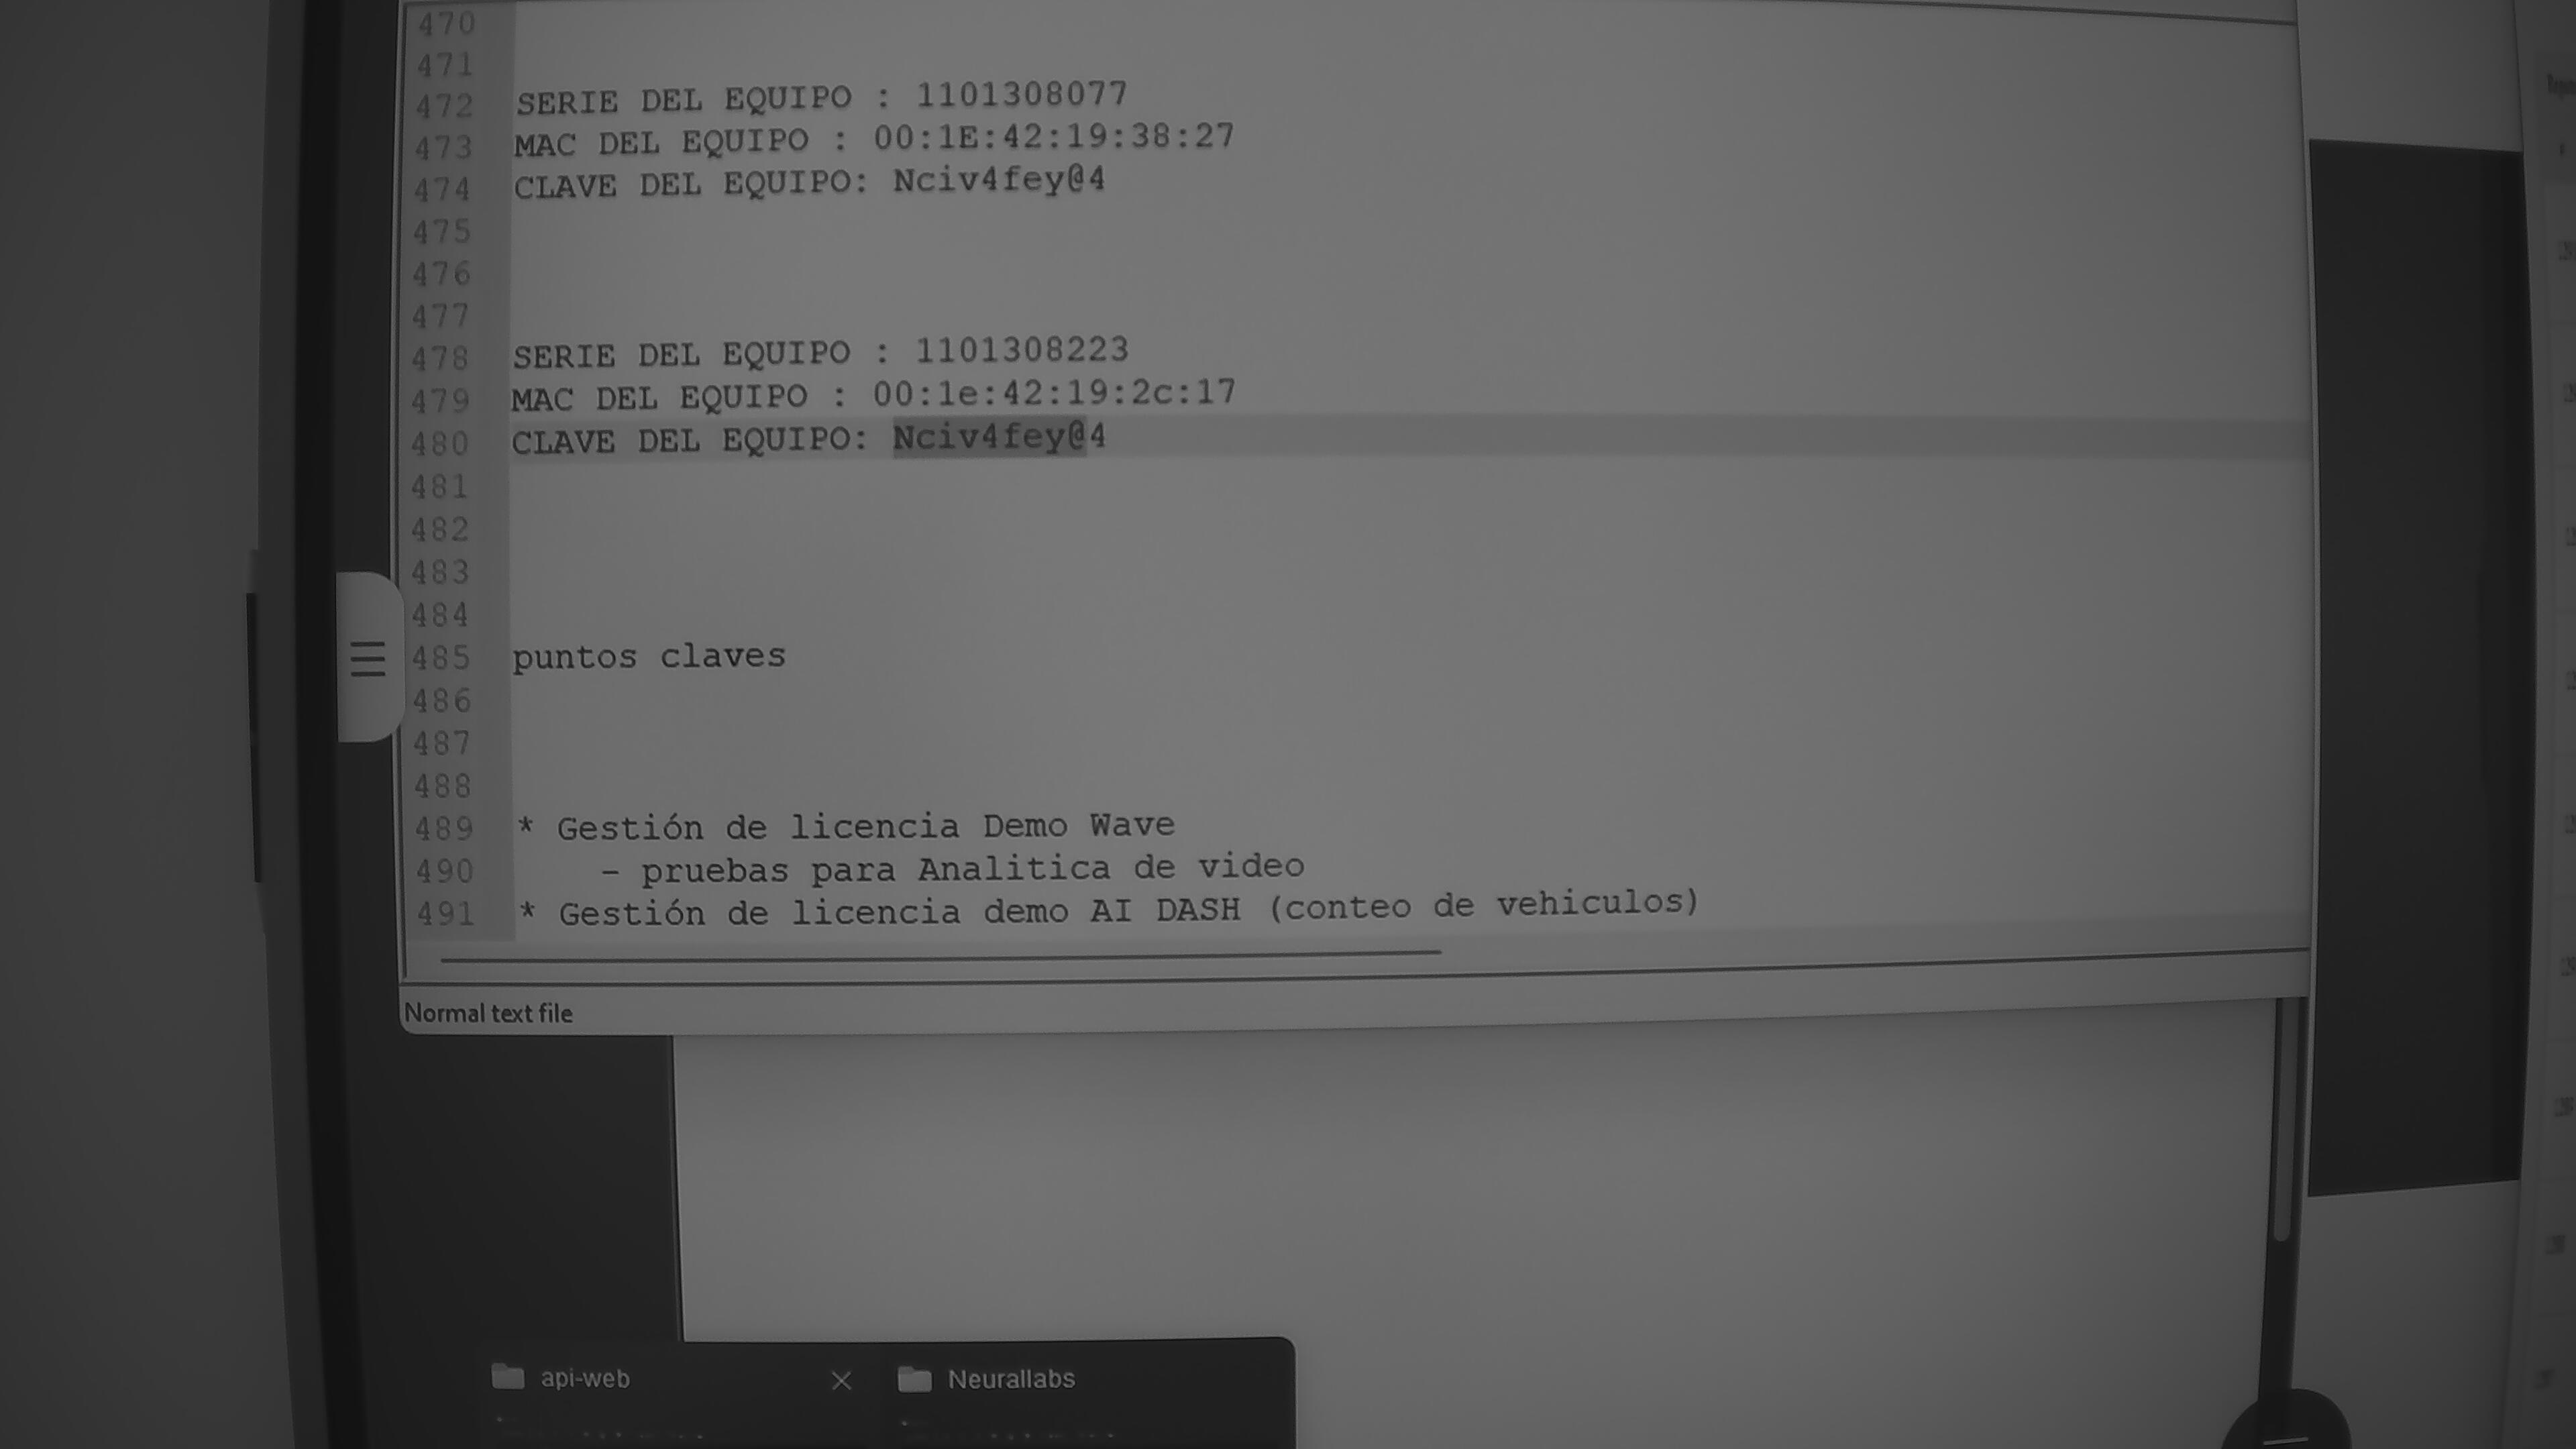 470
471
472 SERIE DEL EQUIPO : 1101308077
473 MAC DEL EQUIPO : 00:1E:42:19:38:27
474 CLAVE DEL EQUIPO: Nciv4fey@4
475
476
477
478 SERIE DEL EQUIPO : 1101308223
479 MAC DEL EQUIPO : 00:1e:42:19:2c:17
480 CLAVE DEL EQUIPO: Nciv4fey@4
481
482
483
484
485 puntos claves
486
487
488
489 * Gestión de licencia Demo Wave
490 - pruebas para Analitica de video
491 * Gestión de licencia demo AI DASH (conteo de vehiculos)
Normal text file
api-web
Neurallabs